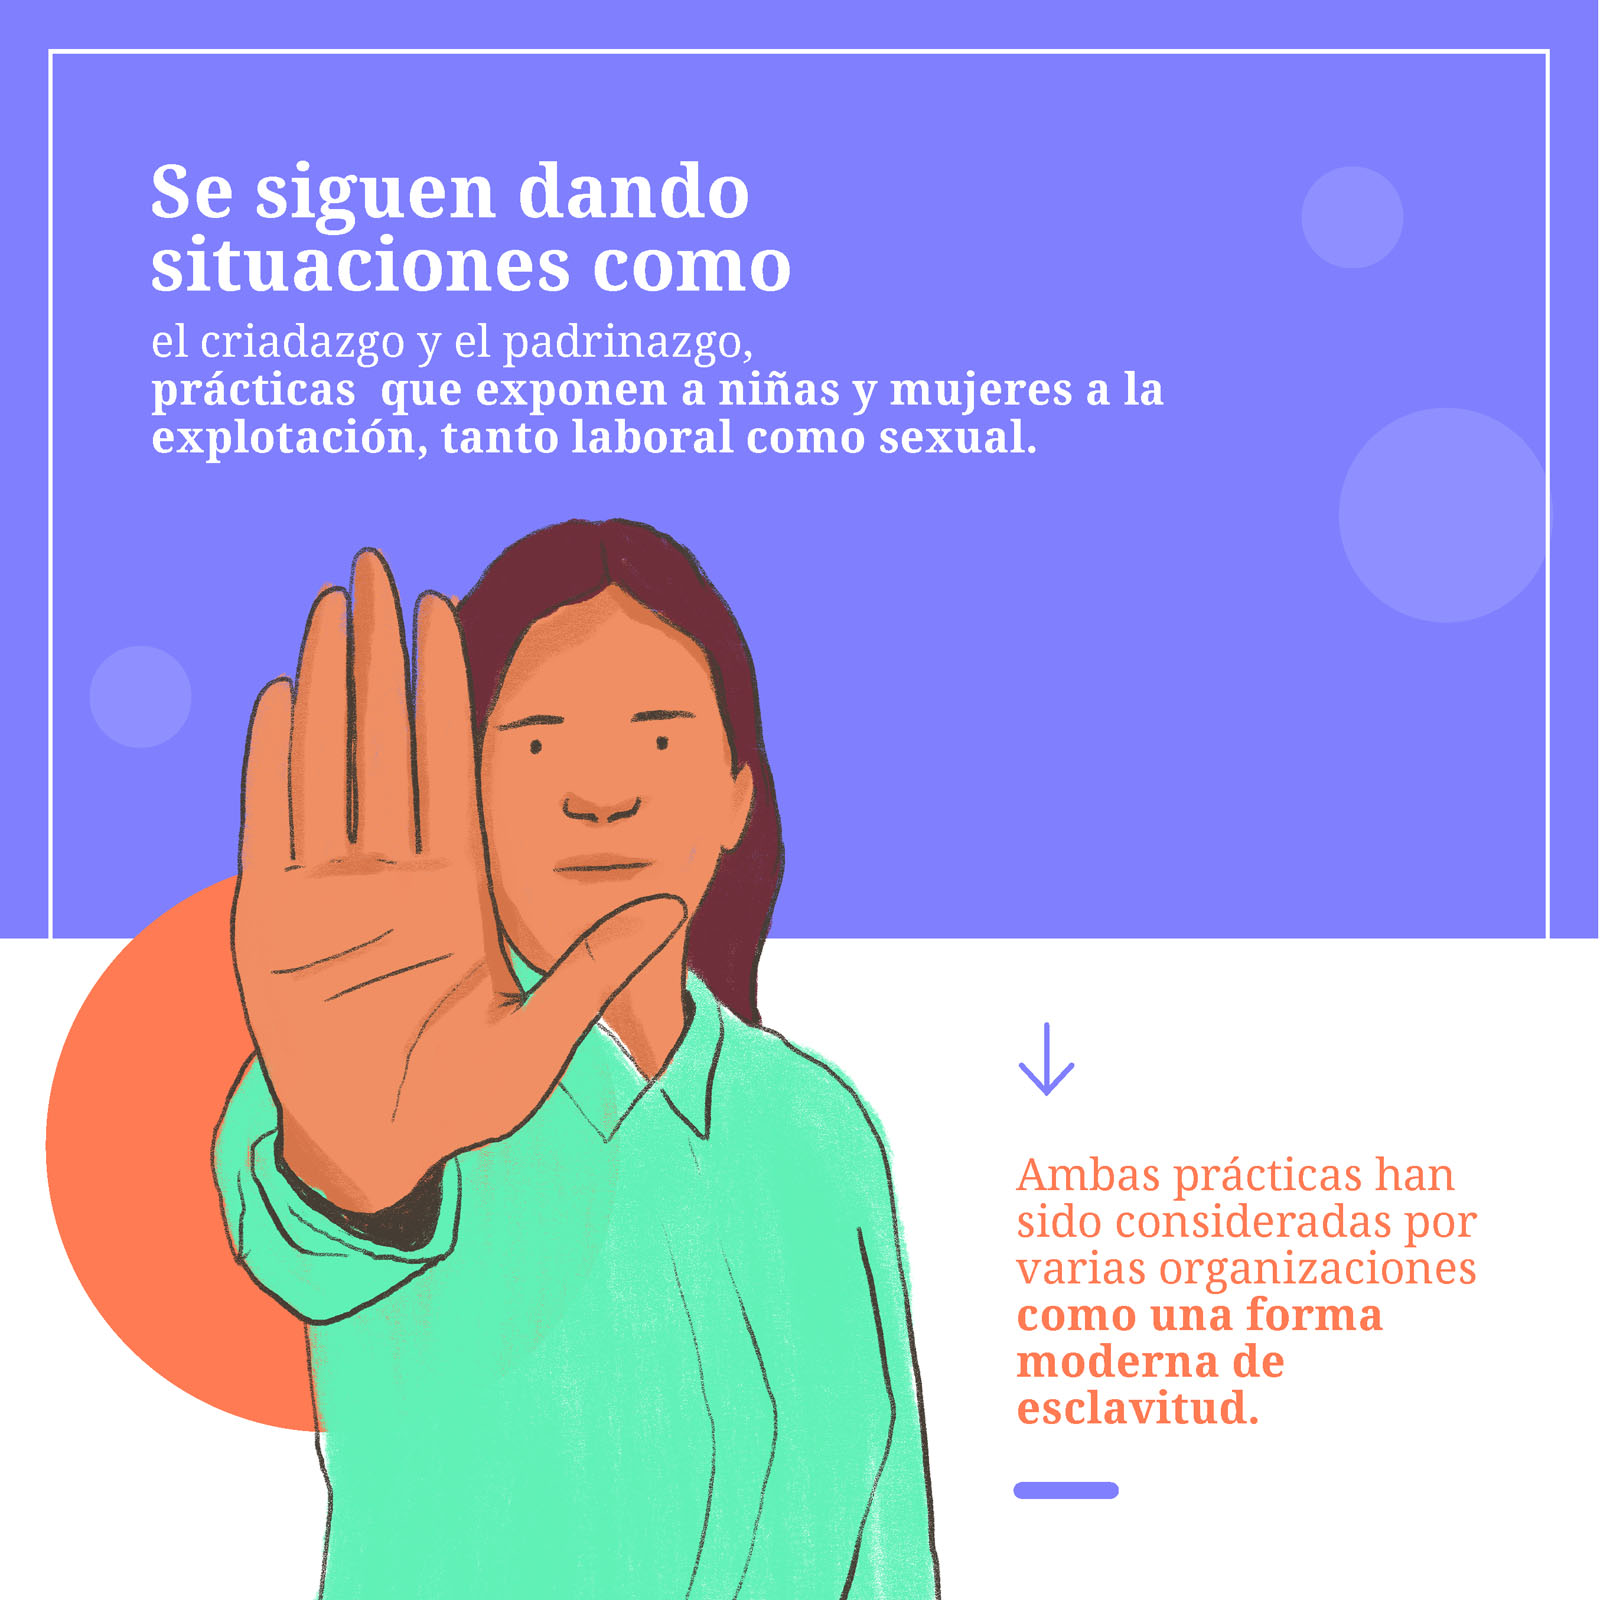 Se siguen dando
situaciones como
el criadazgo y el padrinazgo,
prácticas  que exponen a niñas y mujeres a la
explotación, tanto laboral como sexual.
Ambas prácticas han
sido consideradas por
varias organizaciones
como una forma
moderna de
esclavitud.